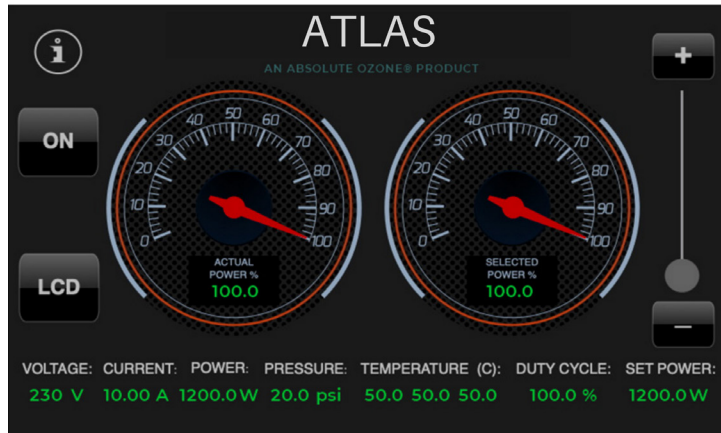 ATLAS
AN ABSOLUTE OZONE® PRODUCT
i
+
ON
LCD
−
0 10 20 30 40 50 60 70 80 90 100
ACTUAL
POWER %
100.0
0 10 20 30 40 50 60 70 80 90 100
SELECTED
POWER %
100.0
VOLTAGE: CURRENT: POWER: PRESSURE: TEMPERATURE (C): DUTY CYCLE: SET POWER:
230 V 10.00 A 1200.0W 20.0 psi 50.0 50.0 50.0 100.0 % 1200.0W